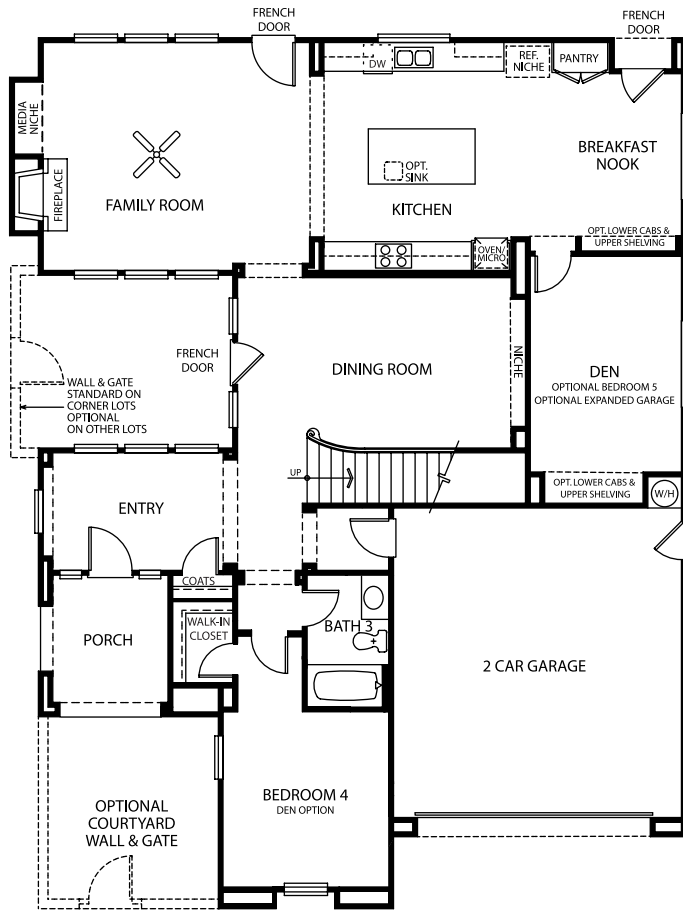 FRENCH
DOOR
FRENCH
DOOR
DW
REF.
NICHE
PANTRY
MEDIA
NICHE
BREAKFAST
NOOK
OPT.
SINK
FIREPLACE
FAMILY ROOM
KITCHEN
OPT. LOWER CABS &
UPPER SHELVING
OVEN/
MICRO
FRENCH
DOOR
DINING ROOM
NICHE
DEN
OPTIONAL BEDROOM 5
OPTIONAL EXPANDED GARAGE
WALL & GATE
STANDARD ON
CORNER LOTS
OPTIONAL
ON OTHER LOTS
UP
OPT. LOWER CABS &
UPPER SHELVING
W/H
ENTRY
COATS
WALK-IN
CLOSET
BATH 3
PORCH
2 CAR GARAGE
BEDROOM 4
DEN OPTION
OPTIONAL
COURTYARD
WALL & GATE